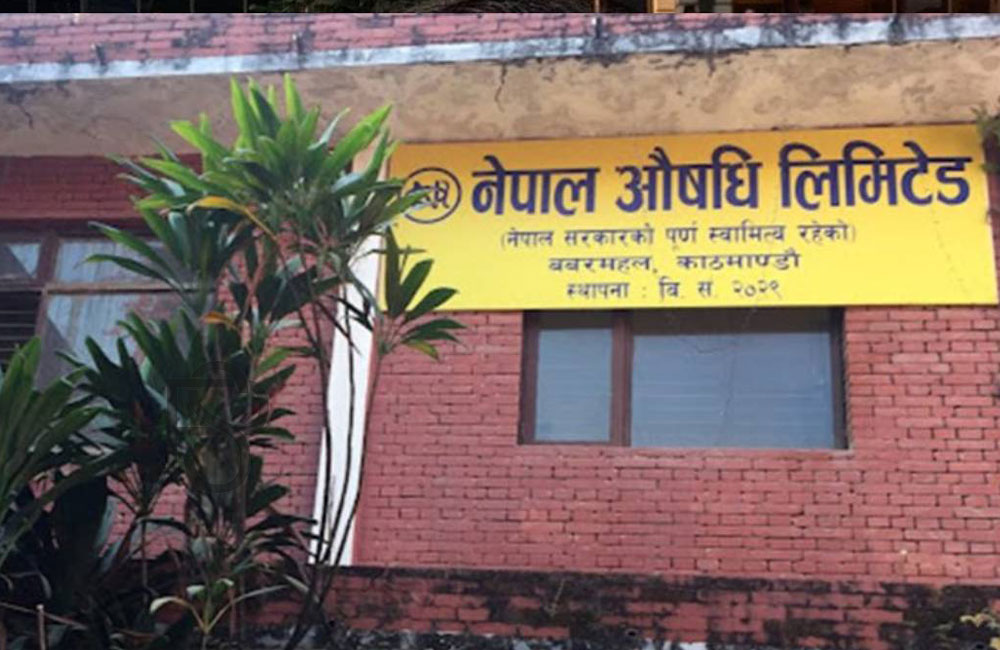 नेपाल औषधि लिमिटेड
(नेपाल सरकारको पूर्ण स्वामित्व रहेको)
बबरमहल, काठमाण्डौ
स्थापना : वि. स. २०२९